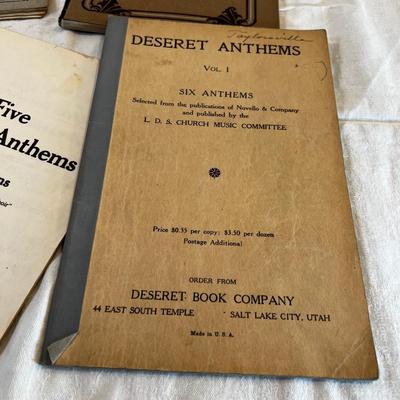 Taylorsville
DESERET ANTHEMS
VOL. I
SIX ANTHEMS
Selected from the publications of Novello & Company
and published by the
L. D. S. CHURCH MUSIC COMMITTEE
Price $0.35 per copy; $3.50 per dozen
Postage Additional
ORDER FROM
DESERET BOOK COMPANY
44 EAST SOUTH TEMPLE SALT LAKE CITY, UTAH
Made in U. S. A.
Five
Anthems